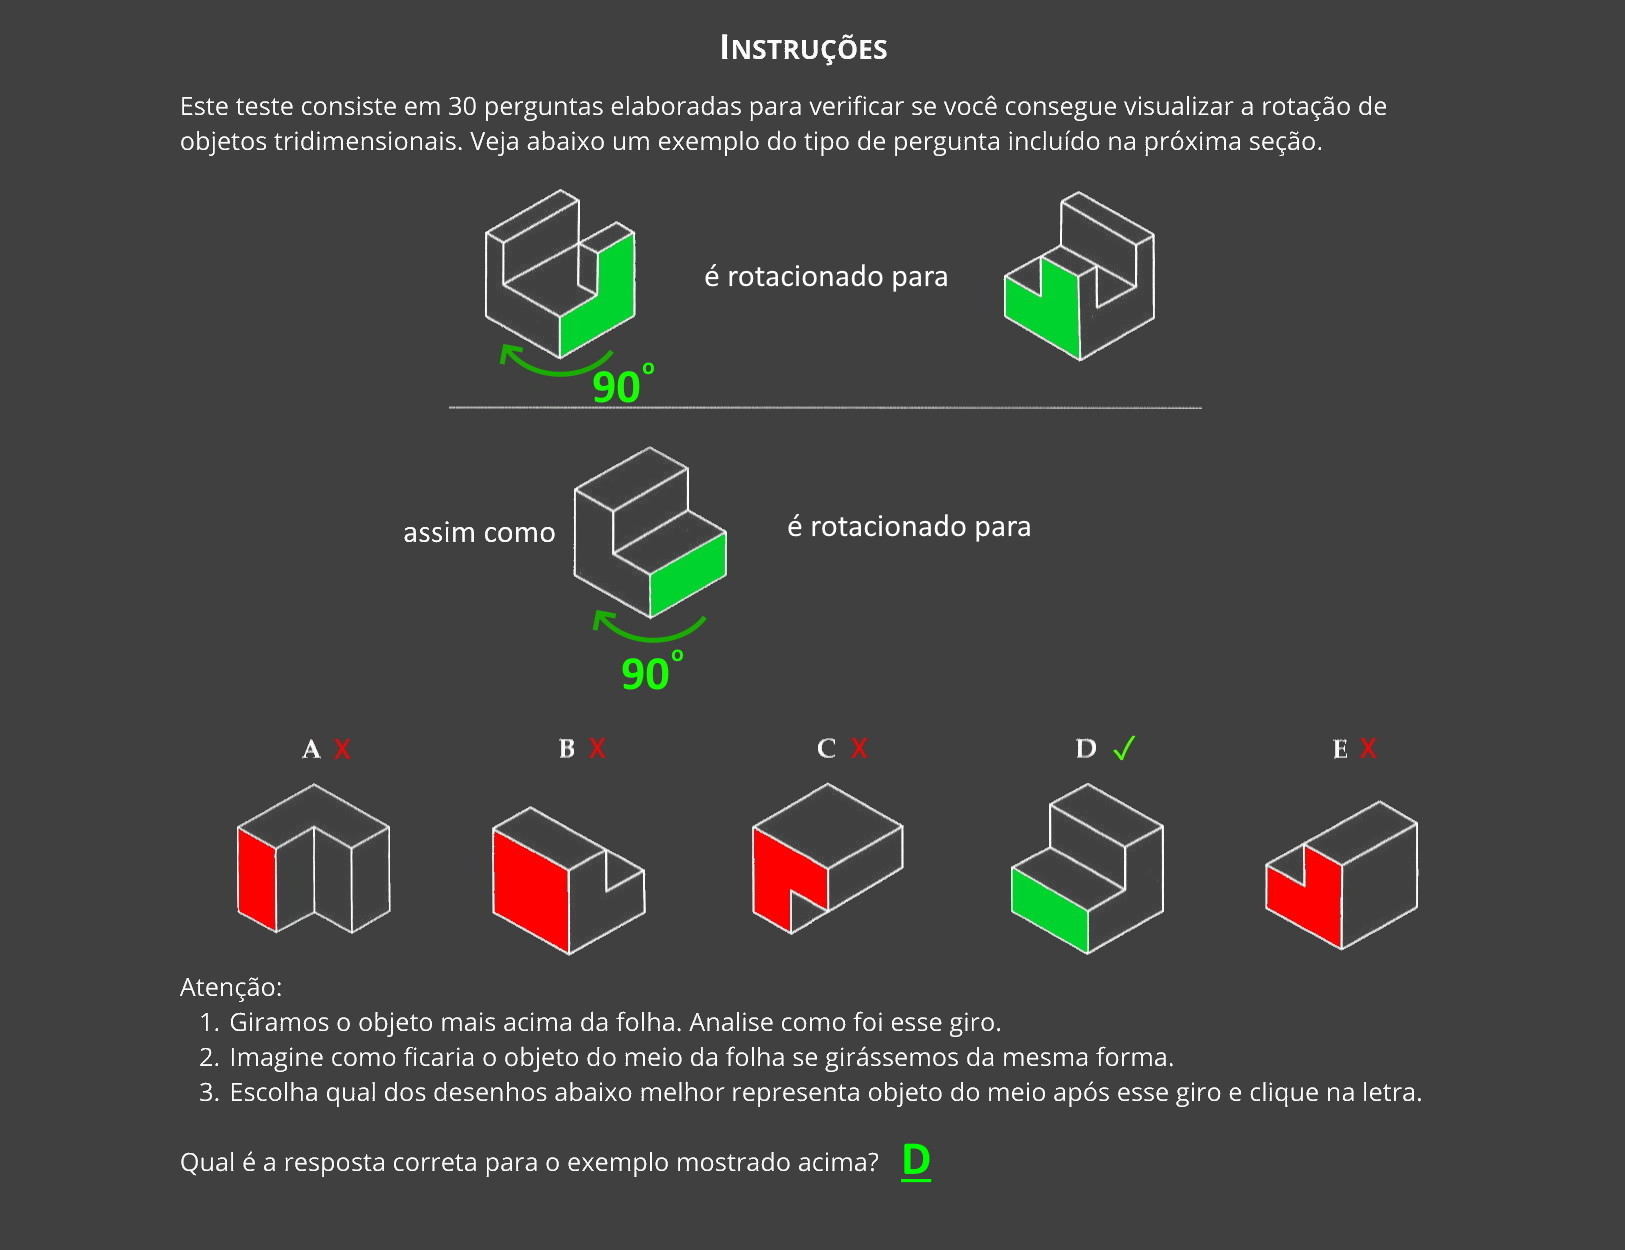 INSTRUÇÕES
Este teste consiste em 30 perguntas elaboradas para verificar se você consegue visualizar a rotação de
objetos tridimensionais. Veja abaixo um exemplo do tipo de pergunta incluído na próxima seção.
é rotacionado para
90°
assim como
é rotacionado para
90°
A X B X C X D ✓ E X
Atenção:
1. Giramos o objeto mais acima da folha. Analise como foi esse giro.
2. Imagine como ficaria o objeto do meio da folha se girássemos da mesma forma.
3. Escolha qual dos desenhos abaixo melhor representa objeto do meio após esse giro e clique na letra.
Qual é a resposta correta para o exemplo mostrado acima? D